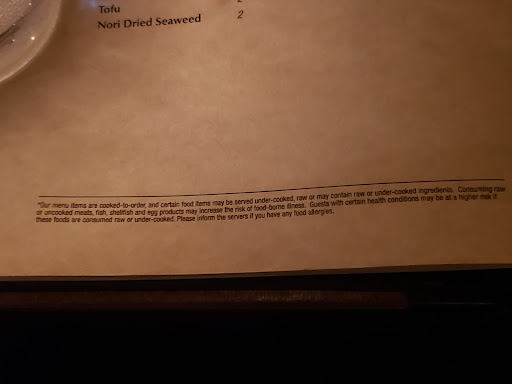 Tofu
Nori Dried Seaweed 2
*Our menu items are cooked-to-order, and certain food items may be served under-cooked, raw or may contain raw or under-cooked ingredients. Consuming raw
or uncooked meats, fish, shellfish and egg products may increase the risk of food-borne illness. Guests with certain health conditions may be at a higher risk if
these foods are consumed raw or under-cooked. Please inform the servers if you have any food allergies.